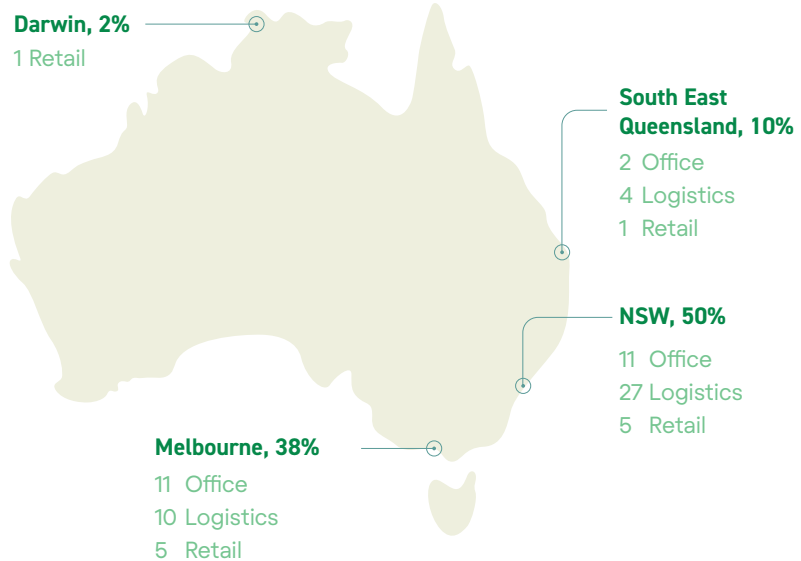 Darwin, 2%
1 Retail
South East
Queensland, 10%
2 Office
4 Logistics
1 Retail
NSW, 50%
11 Office
27 Logistics
5 Retail
Melbourne, 38%
11 Office
10 Logistics
5 Retail